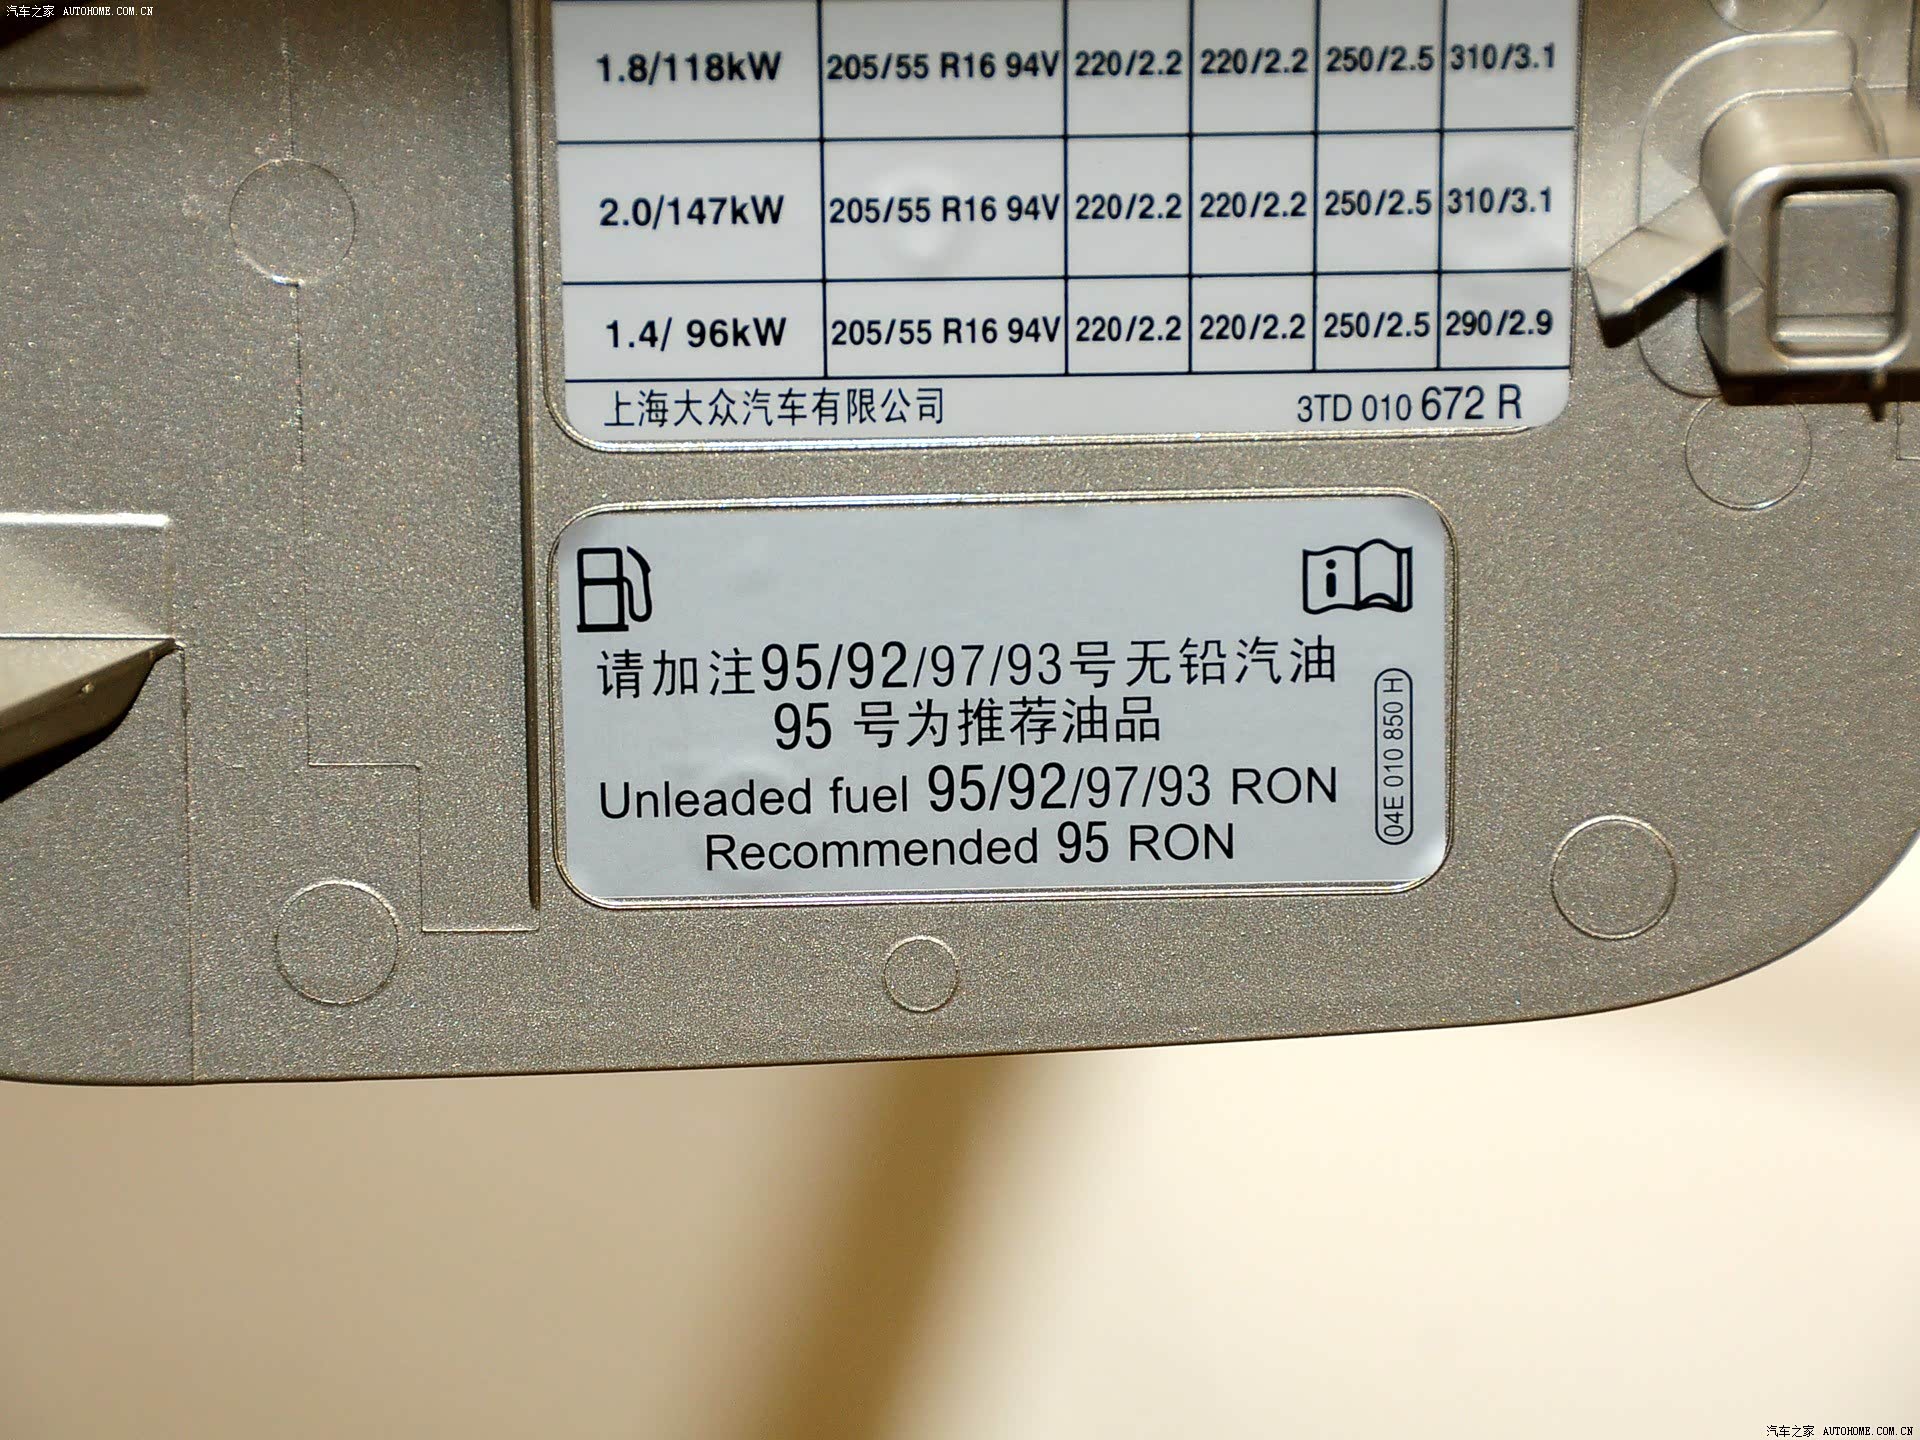 汽车之家 AUTOHOME.COM.CN
1.8/118kW 205/55 R16 94V 220/2.2 220/2.2 250/2.5 310/3.1
2.0/147kW 205/55 R16 94V 220/2.2 220/2.2 250/2.5 310/3.1
1.4/ 96kW 205/55 R16 94V 220/2.2 220/2.2 250/2.5 290/2.9
上海大众汽车有限公司 3TD 010 672 R
请加注95/92/97/93号无铅汽油
95 号为推荐油品
Unleaded fuel 95/92/97/93 RON
Recommended 95 RON
04E 010 850 H
汽车之家 AUTOHOME.COM.CN